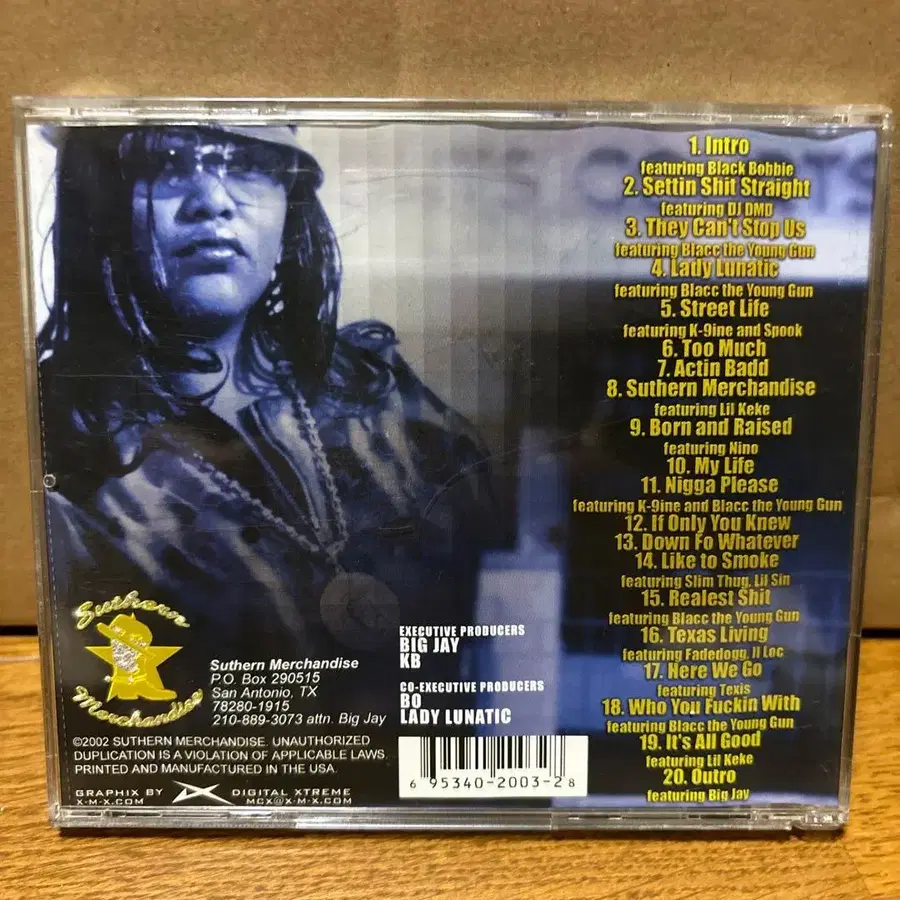 1. Intro
featuring Black Bobbie
2. Settin Shit Straight
featuring DJ DMD
3. They Can't Stop Us
featuring Blacc the Young Gun
4. Lady Lunatic
featuring Blacc the Young Gun
5. Street Life
featuring K-9ine and Spook
6. Too Much
7. Actin Badd
8. Suthern Merchandise
featuring Lil Keke
9. Born and Raised
featuring Nino
10. My Life
11. Nigga Please
featuring K-9ine and Blacc the Young Gun
12. If Only You Knew
13. Down Fo Whatever
14. Like to Smoke
featuring Slim Thug, Lil Sin
15. Realest Shit
featuring Blacc the Young Gun
16. Texas Living
featuring Fadedogg, Il Loc
17. Here We Go
featuring Texis
18. Who You Fuckin With
featuring Blacc the Young Gun
19. It's All Good
featuring Lil Keke
20. Outro
featuring Big Jay
Suthern
Merchandise
Suthern Merchandise
P.O. Box 290515
San Antonio, TX
78280-1915
210-889-3073 attn. Big Jay
EXECUTIVE PRODUCERS
BIG JAY
KB
CO-EXECUTIVE PRODUCERS
BO
LADY LUNATIC
©2002 SUTHERN MERCHANDISE. UNAUTHORIZED
DUPLICATION IS A VIOLATION OF APPLICABLE LAWS.
PRINTED AND MANUFACTURED IN THE USA.
GRAPHIX BY
X-M-X.COM
DIGITAL XTREME
MCX@X-M-X.COM
6 95340-2003-2 8